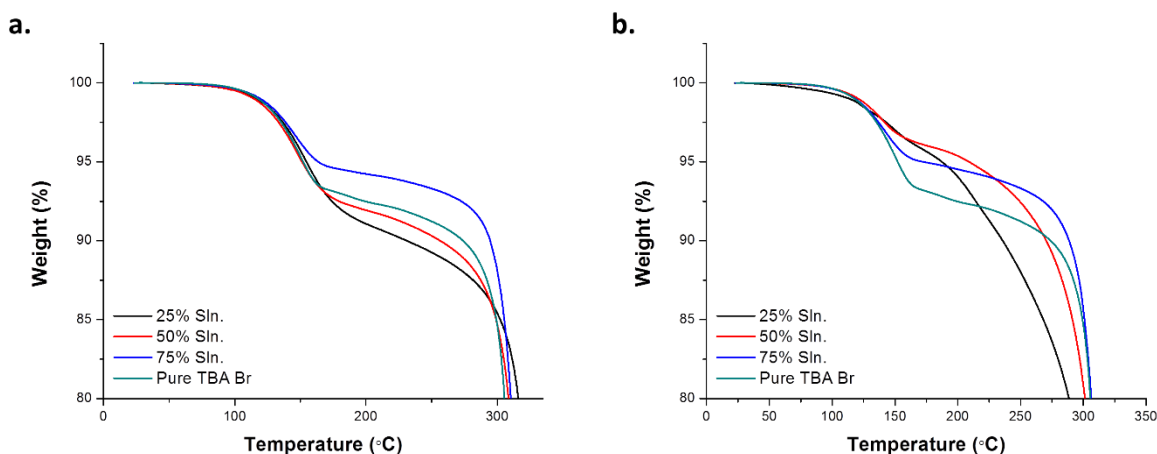 a.
100
95
90
85
80
Weight (%)
25% Sln.
50% Sln.
75% Sln.
Pure TBA Br
0
100
200
300
Temperature (◦C)
b.
100
95
90
85
80
Weight (%)
25% Sln.
50% Sln.
75% Sln.
Pure TBA Br
0
50
100
150
200
250
300
350
Temperature (◦C)